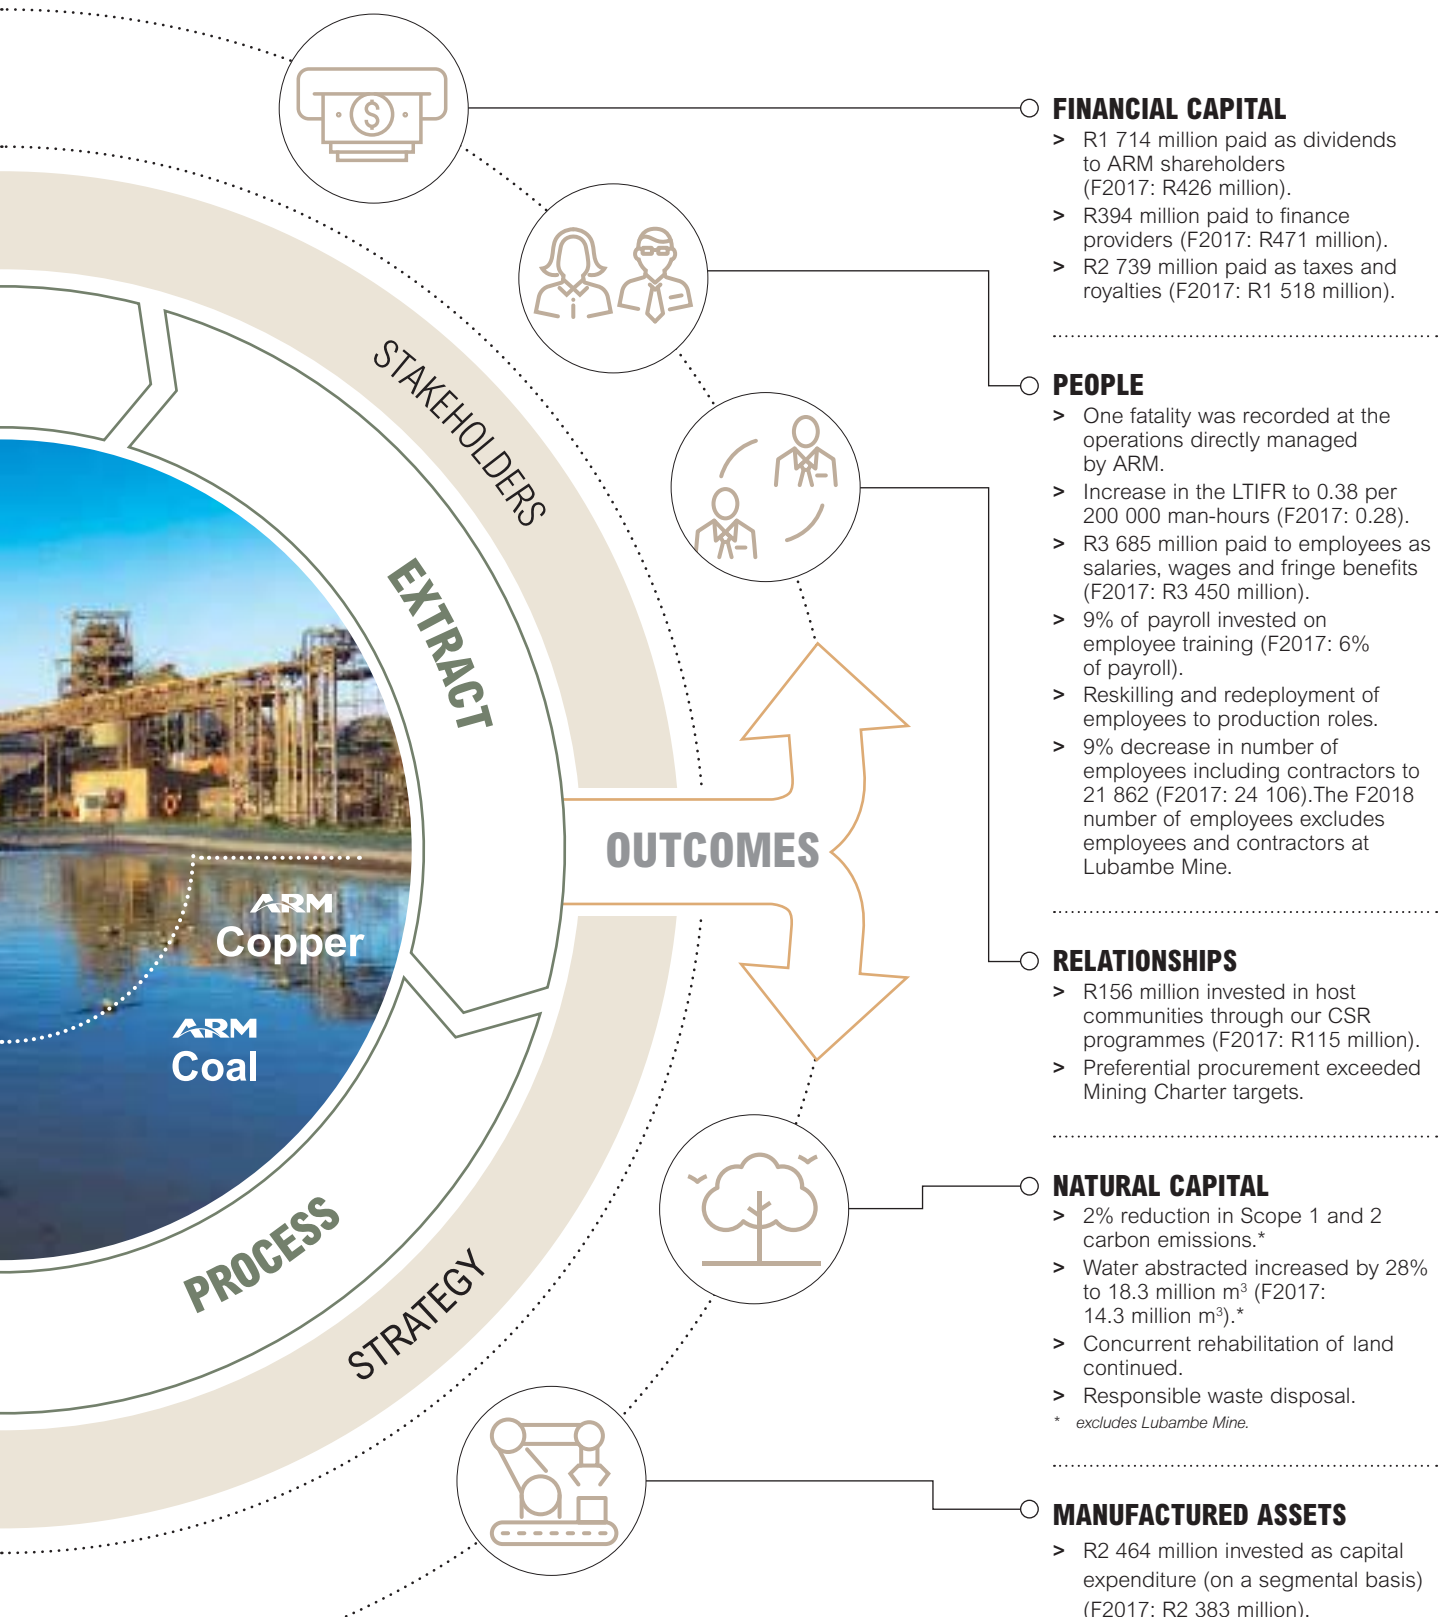 FINANCIAL CAPITAL
> R1 714 million paid as dividends
to ARM shareholders
(F2017: R426 million).
> R394 million paid to finance
providers (F2017: R471 million).
> R2 739 million paid as taxes and
royalties (F2017: R1 518 million).
PEOPLE
> One fatality was recorded at the
operations directly managed
by ARM.
> Increase in the LTIFR to 0.38 per
200 000 man-hours (F2017: 0.28).
> R3 685 million paid to employees as
salaries, wages and fringe benefits
(F2017: R3 450 million).
> 9% of payroll invested on
employee training (F2017: 6%
of payroll).
> Reskilling and redeployment of
employees to production roles.
> 9% decrease in number of
employees including contractors to
21 862 (F2017: 24 106).The F2018
number of employees excludes
employees and contractors at
Lubambe Mine.
RELATIONSHIPS
> R156 million invested in host
communities through our CSR
programmes (F2017: R115 million).
> Preferential procurement exceeded
Mining Charter targets.
NATURAL CAPITAL
> 2% reduction in Scope 1 and 2
carbon emissions.*
> Water abstracted increased by 28%
to 18.3 million m³ (F2017:
14.3 million m³).*
> Concurrent rehabilitation of land
continued.
> Responsible waste disposal.
* excludes Lubambe Mine.
MANUFACTURED ASSETS
> R2 464 million invested as capital
expenditure (on a segmental basis)
(F2017: R2 383 million).
STAKEHOLDERS
EXTRACT
OUTCOMES
ARM
Copper
ARM
Coal
PROCESS
STRATEGY
$